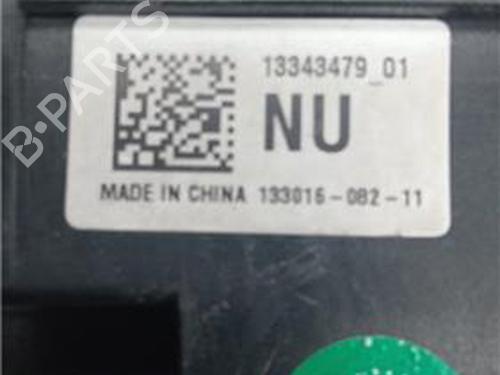 13343479_01
NU
MADE IN CHINA 133016-082-11
B-PARTS